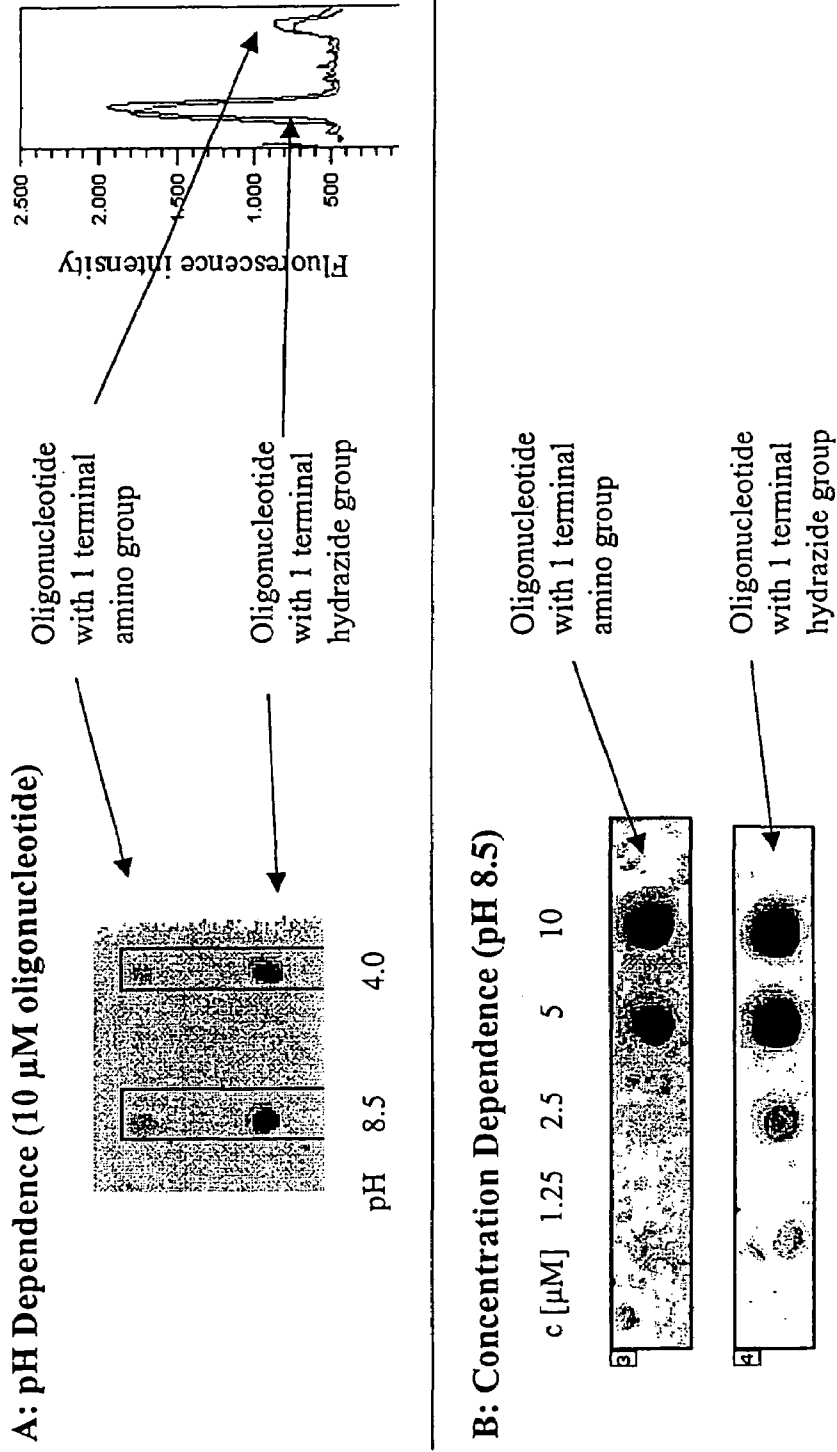 A: pH Dependence (10 µM oligonucleotide)
Oligonucleotide
with 1 terminal
amino group
Oligonucleotide
with 1 terminal
hydrazide group
pH 8.5 4.0
2.500
2.000
1.500
1.000
500
Fluorescence intensity
B: Concentration Dependence (pH 8.5)
c [µM] 1.25 2.5 5 10
3
Oligonucleotide
with 1 terminal
amino group
4
Oligonucleotide
with 1 terminal
hydrazide group